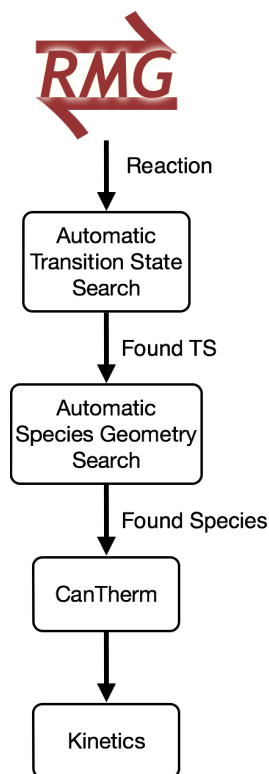 RMG
Reaction
Automatic
Transition State
Search
Found TS
Automatic
Species Geometry
Search
Found Species
CanTherm
Kinetics